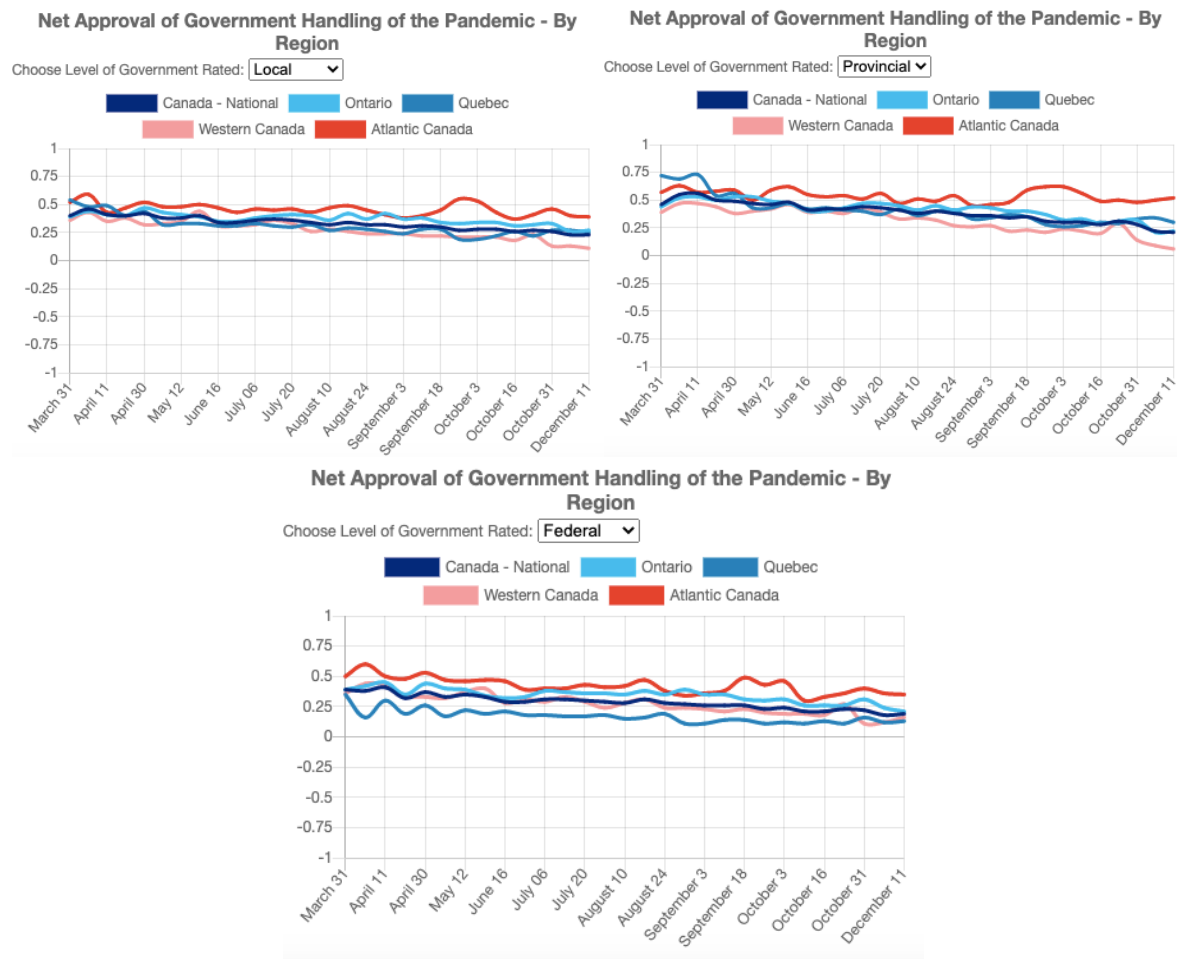 Net Approval of Government Handling of the Pandemic - By
Region
Choose Level of Government Rated: Local
Canada - National Ontario Quebec
Western Canada Atlantic Canada
1
0.75
0.5
0.25
0
-0.25
-0.5
-0.75
-1
March 31
April 11
April 30
May 12
June 16
July 06
July 20
August 10
August 24
September 3
September 18
October 3
October 16
October 31
December 11
Net Approval of Government Handling of the Pandemic - By
Region
Choose Level of Government Rated: Provincial
Canada - National Ontario Quebec
Western Canada Atlantic Canada
1
0.75
0.5
0.25
0
-0.25
-0.5
-0.75
-1
March 31
April 11
April 30
May 12
June 16
July 06
July 20
August 10
August 24
September 3
September 18
October 3
October 16
October 31
December 11
Net Approval of Government Handling of the Pandemic - By
Region
Choose Level of Government Rated: Federal
Canada - National Ontario Quebec
Western Canada Atlantic Canada
1
0.75
0.5
0.25
0
-0.25
-0.5
-0.75
-1
March 31
April 11
April 30
May 12
June 16
July 06
July 20
August 10
August 24
September 3
September 18
October 3
October 16
October 31
December 11